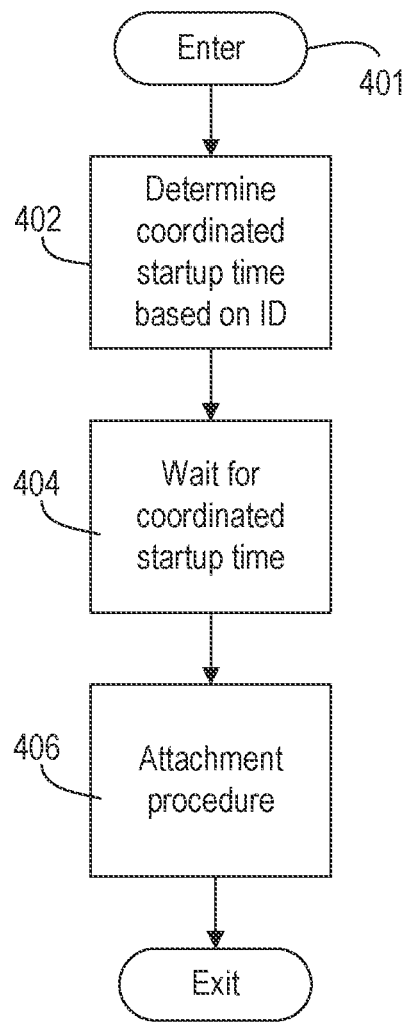 Enter
401
402
Determine
coordinated
startup time
based on ID
404
Wait for
coordinated
startup time
406
Attachment
procedure
Exit